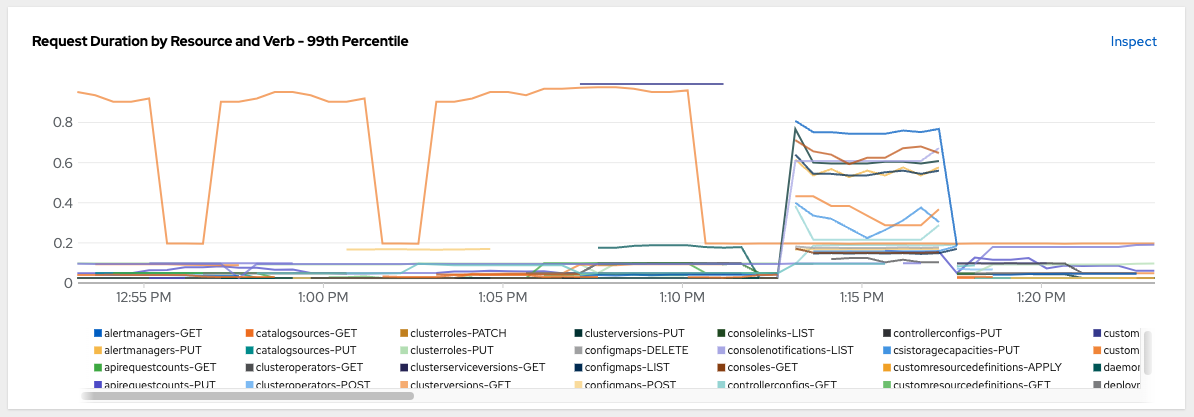 Request Duration by Resource and Verb - 99th Percentile
Inspect
0.8
0.6
0.4
0.2
0
12:55 PM 1:00 PM 1:05 PM 1:10 PM 1:15 PM 1:20 PM
alertmanagers-GET catalogsources-GET clusterroles-PATCH clusterversions-PUT consolelinks-LIST controllerconfigs-PUT custom
alertmanagers-PUT catalogsources-PUT clusterroles-PUT configmaps-DELETE consolenotifications-LIST csistoragecapacities-PUT custom
apirequestcounts-GET clusteroperators-GET clusterserviceversions-GET configmaps-LIST consoles-GET customresourcedefinitions-APPLY daemor
apirequestcounts-PUT clusteroperators-POST clusterversions-GET configmaps-POST controllerconfigs-GET customresourcedefinitions-GET